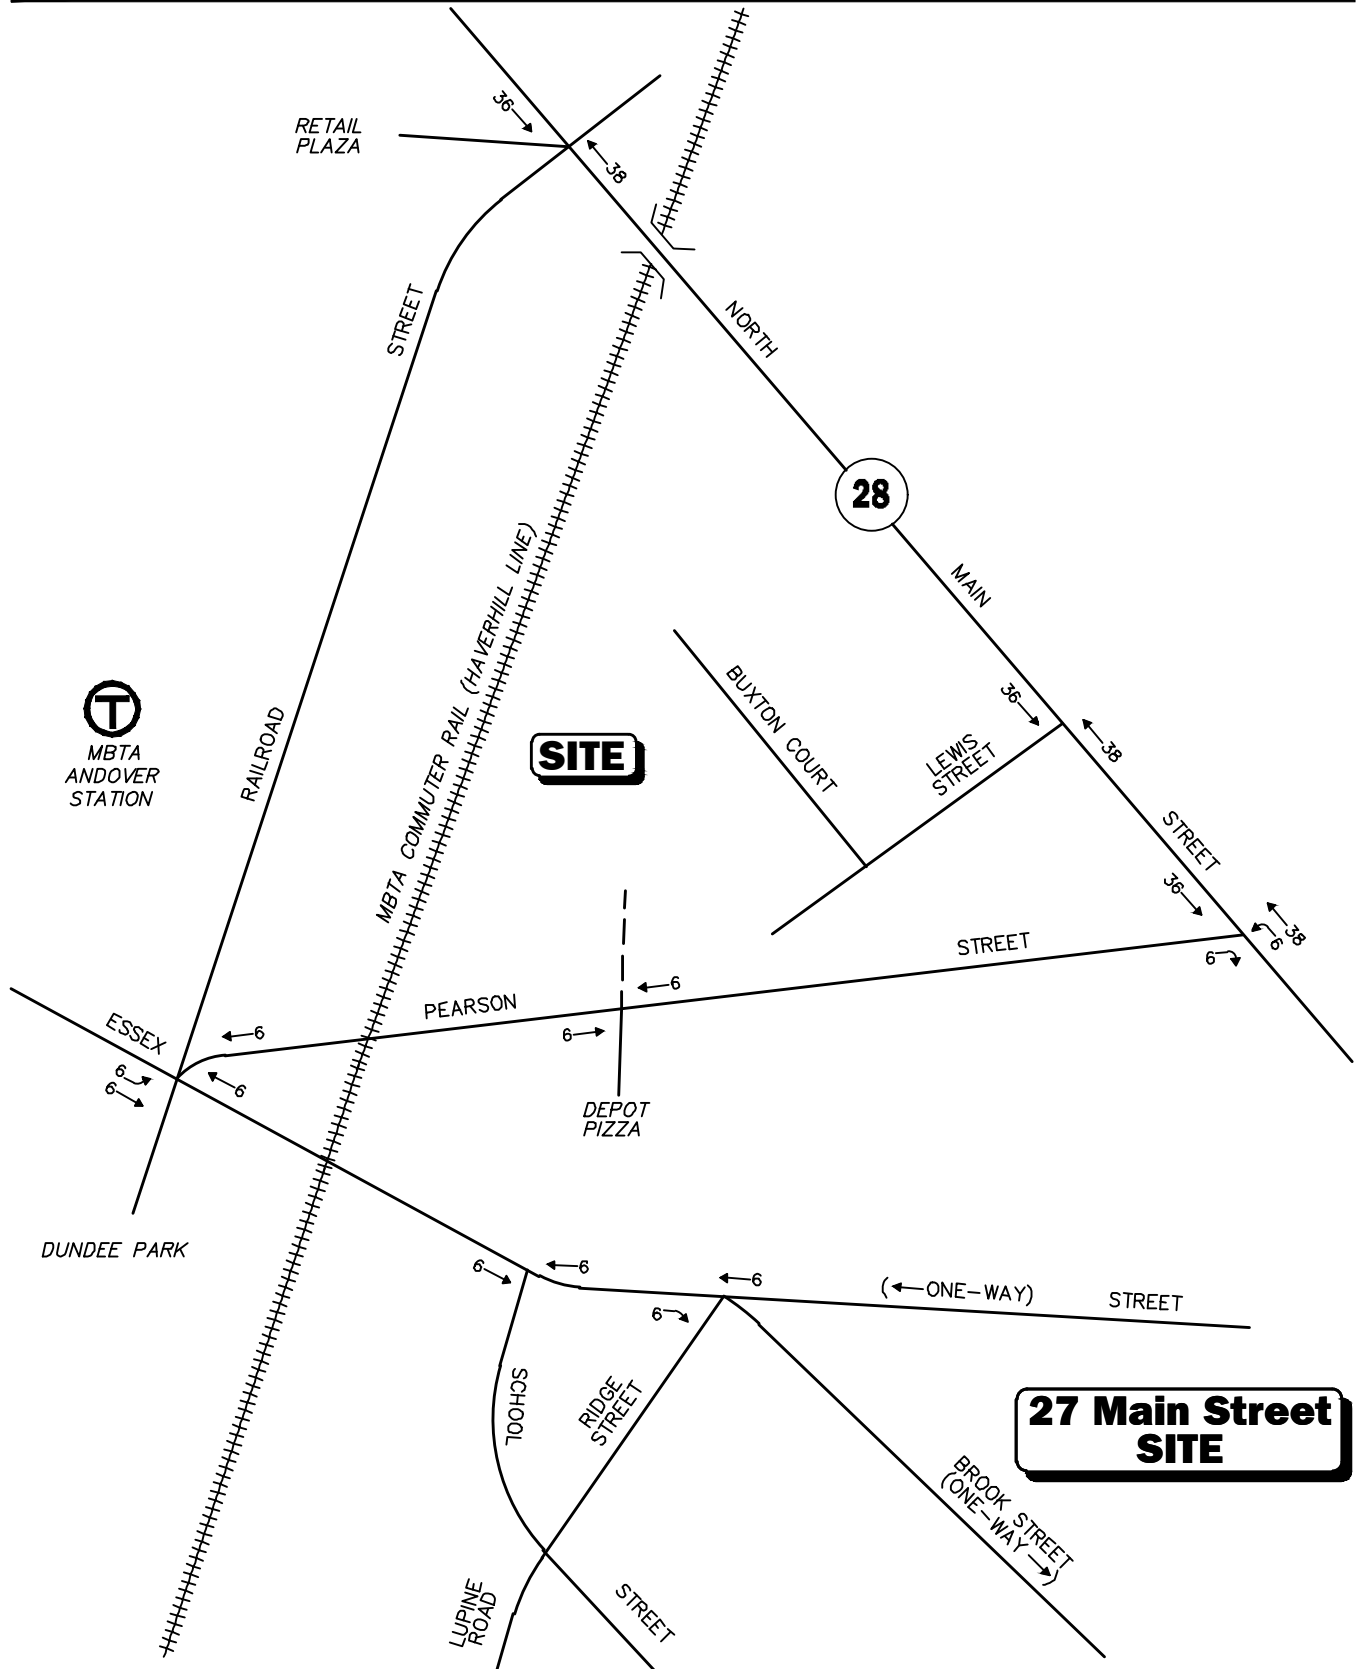 36
RETAIL
PLAZA
38
STREET
NORTH
28
MAIN
MBTA COMMUTER RAIL (HAVERHILL LINE)
BUXTON COURT
36
38
LEWIS
STREET
T
MBTA
ANDOVER
STATION
RAILROAD
SITE
STREET
36
38
6
6
STREET
6
PEARSON
6
6
ESSEX
6
6
6
DEPOT
PIZZA
DUNDEE PARK
6
6
6
(←ONE-WAY)
STREET
6
SCHOOL
RIDGE
STREET
27 Main Street
SITE
BROOK STREET
(ONE-WAY→)
LUPINE
ROAD
STREET